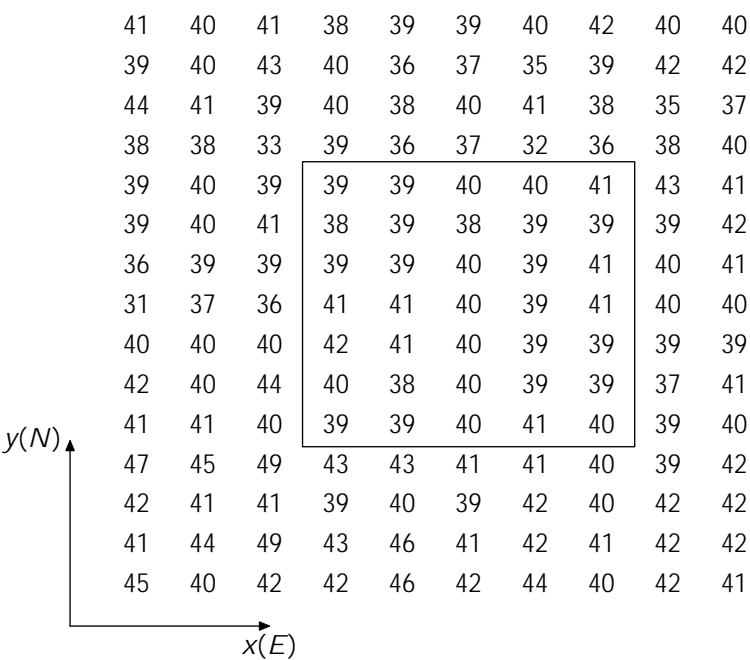 41 40 41 38 39 39 40 42 40 40
39 40 43 40 36 37 35 39 42 42
44 41 39 40 38 40 41 38 35 37
38 38 33 39 36 37 32 36 38 40
39 40 39 39 39 40 40 41 43 41
39 40 41 38 39 38 39 39 39 42
36 39 39 39 39 40 39 41 40 41
31 37 36 41 41 40 39 41 40 40
40 40 40 42 41 40 39 39 39 39
42 40 44 40 38 40 39 39 37 41
41 41 40 39 39 40 41 40 39 40
y(N)
47 45 49 43 43 41 41 40 39 42
42 41 41 39 40 39 42 40 42 42
41 44 49 43 46 41 42 41 42 42
45 40 42 42 46 42 44 40 42 41
x(E)